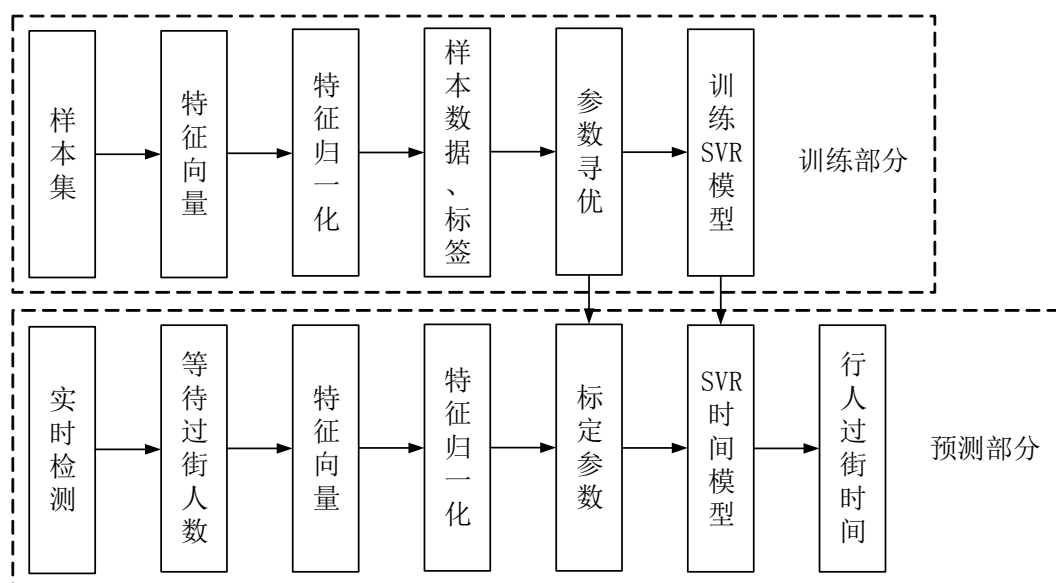 样本集
特征向量
特征归一化
样本数据、标签
参数寻优
训练SVR模型
训练部分
实时检测
等待过街人数
特征向量
特征归一化
标定参数
SVR时间模型
行人过街时间
预测部分